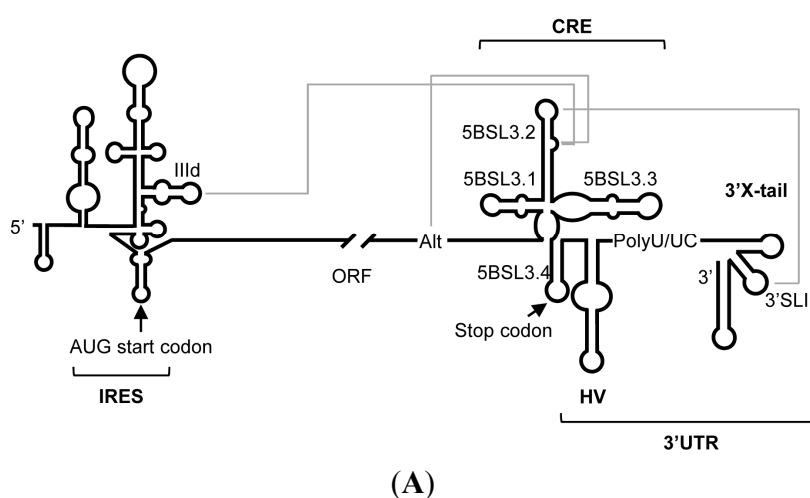 CRE
5BSL3.2
IIId
5BSL3.1
5BSL3.3
3'X-tail
5'
Alt
PolyU/UC
ORF
5BSL3.4
3'
3'SLII
Stop codon
AUG start codon
IRES
HV
3'UTR
(A)